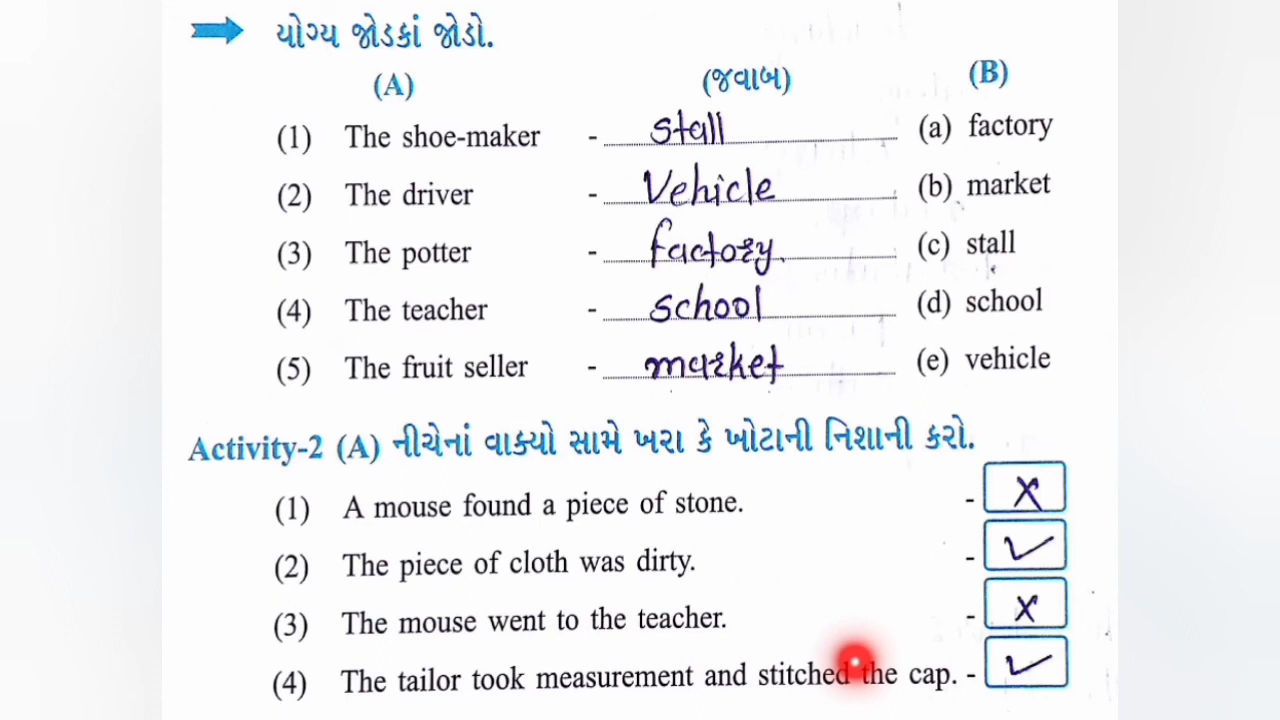 યોગ્ય જોડકાં જોડો.
(A) (જવાબ) (B)
(1) The shoe-maker - stall (a) factory
(2) The driver - Vehicle (b) market
(3) The potter - factory. (c) stall
(4) The teacher - school (d) school
(5) The fruit seller - market (e) vehicle
Activity-2 (A) નીચેનાં વાક્યો સામે ખરા કે ખોટાની નિશાની કરો.
(1) A mouse found a piece of stone. - ✗
(2) The piece of cloth was dirty. - ✓
(3) The mouse went to the teacher. - ✗
(4) The tailor took measurement and stitched the cap. - ✓